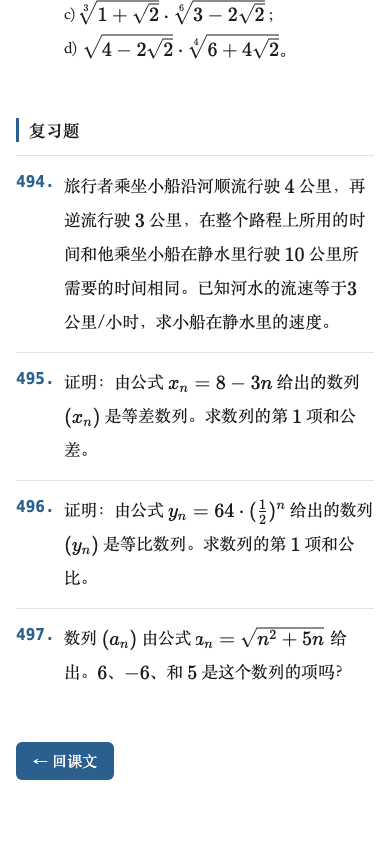 c) ∛(1 + √2) · ⁶√(3 − 2√2) ;
d) √(4 − 2√2) · ⁴√(6 + 4√2)。
复习题
494. 旅行者乘坐小船沿河顺流行驶 4 公里，再
逆流行驶 3 公里，在整个路程上所用的时
间和他乘坐小船在静水里行驶 10 公里所
需要的时间相同。已知河水的流速等于3
公里/小时，求小船在静水里的速度。
495. 证明：由公式 xₙ = 8 − 3n 给出的数列
(xₙ) 是等差数列。求数列的第 1 项和公
差。
496. 证明：由公式 yₙ = 64 · (1/2)ⁿ 给出的数列
(yₙ) 是等比数列。求数列的第 1 项和公
比。
497. 数列 (aₙ) 由公式 aₙ = √(n² + 5n) 给
出。6、−6、和 5 是这个数列的项吗?
← 回课文